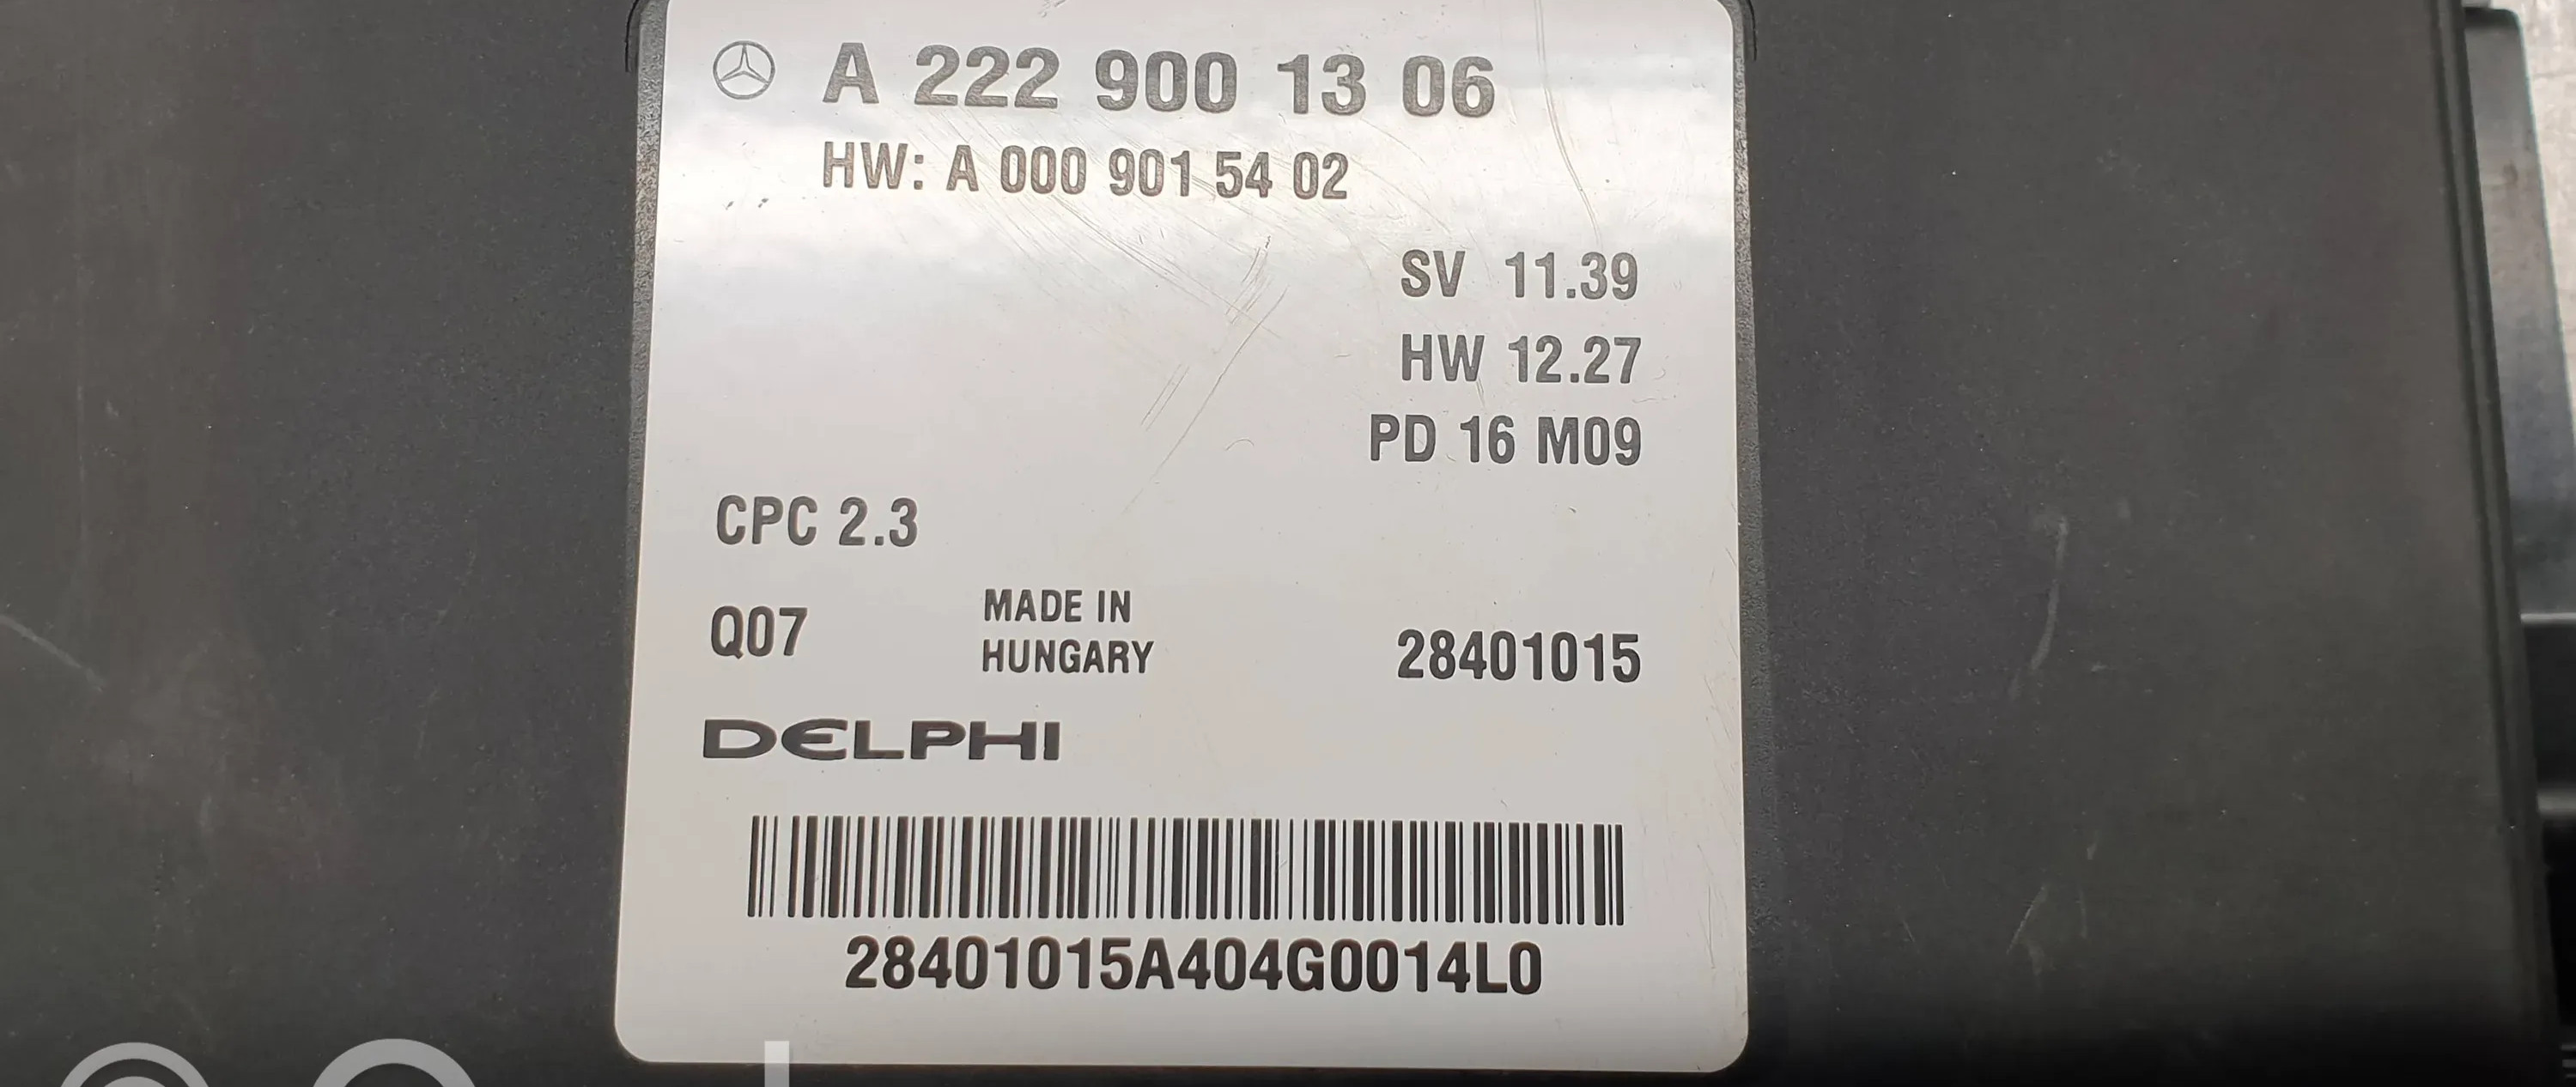 A 222 900 13 06
HW: A 000 901 54 02
SV 11.39
HW 12.27
PD 16 M09
CPC 2.3
Q07
MADE IN
HUNGARY
28401015
DELPHI
28401015A404G0014L0